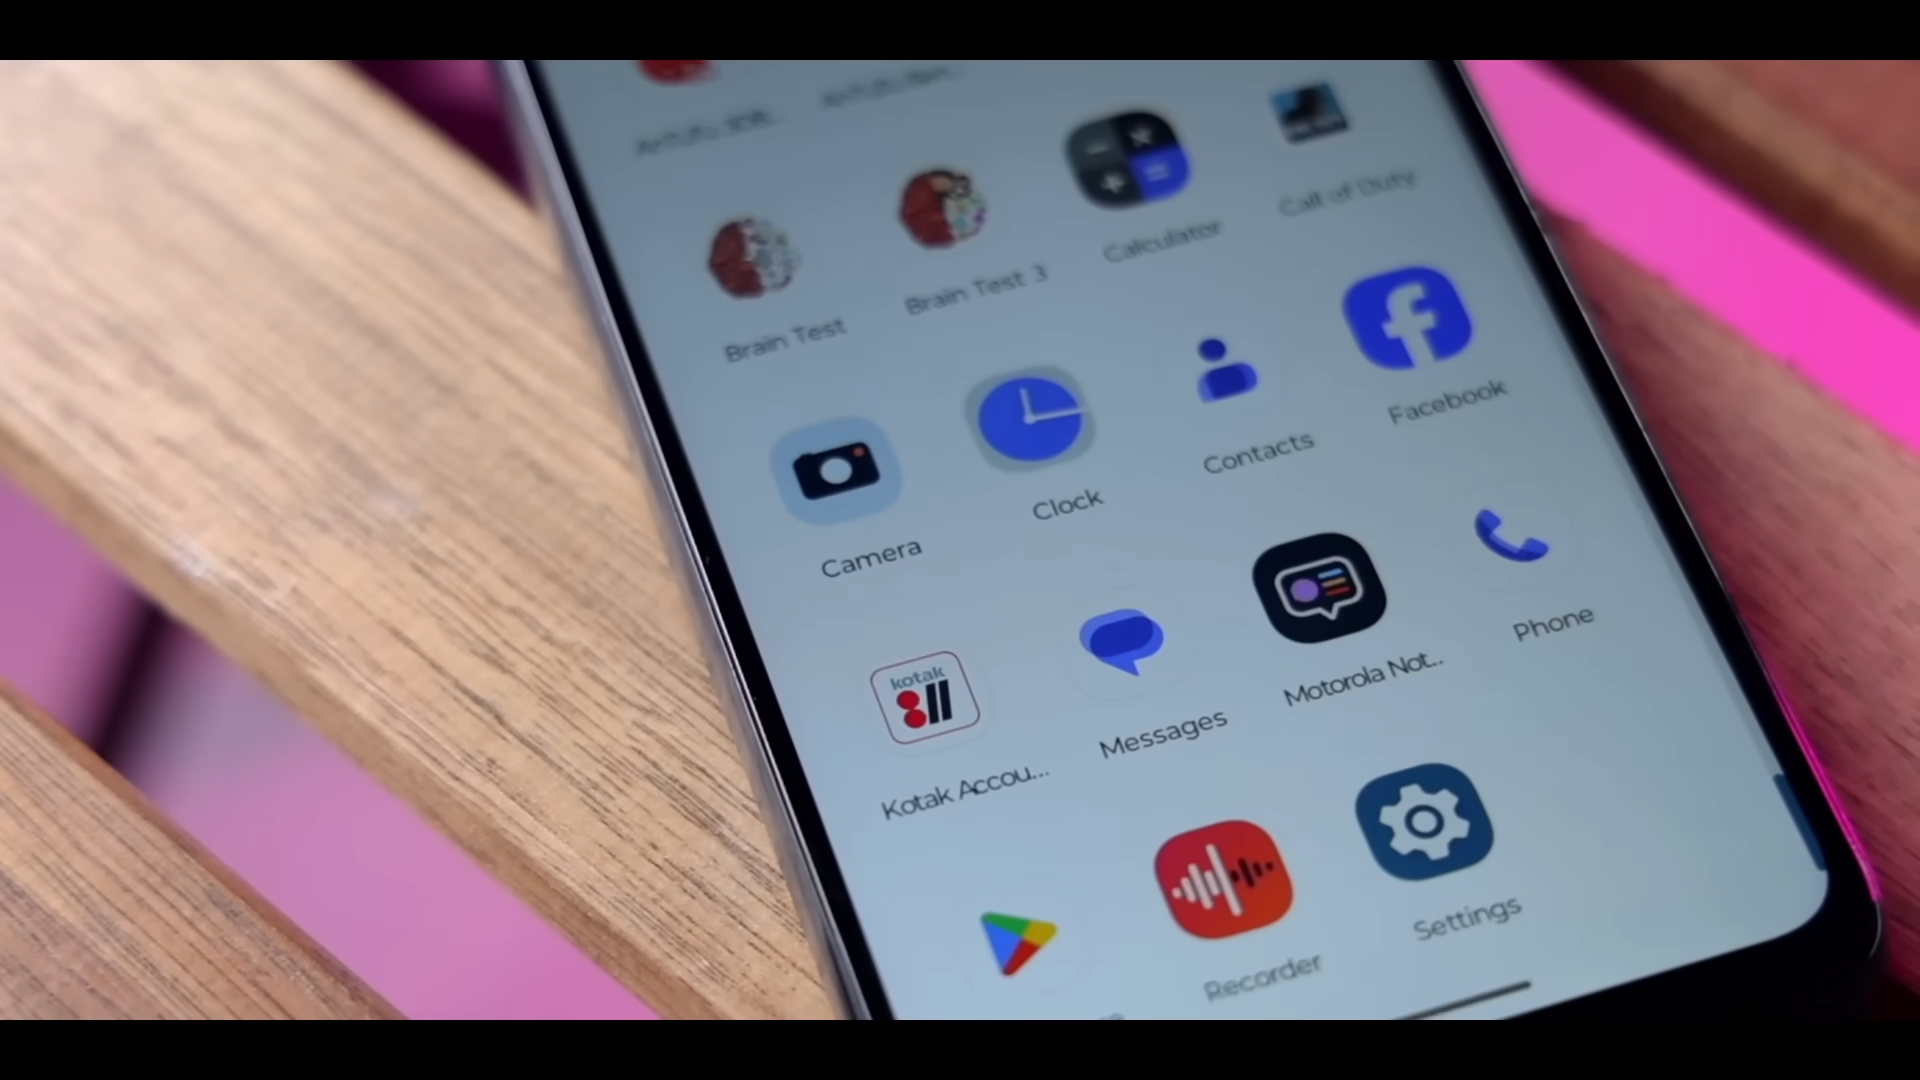 Brain Test
Brain Test 3
Calculator
Call of Duty:
Camera
Clock
Contacts
Facebook
kotak
811
Kotak Accou...
Messages
Motorola Not...
Phone
Recorder
Settings